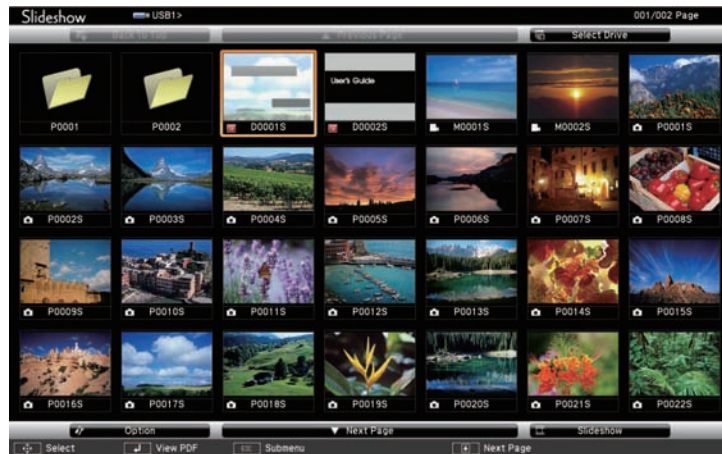 Slideshow USB1> 001/002 Page
Back to Top Previous Page Select Drive
User's Guide
P0001 P0002 D0001S D0002S M0001S M0002S P0001S
P0002S P0003S P0004S P0005S P0006S P0007S P0008S
P0009S P0010S P0011S P0012S P0013S P0014S P0015S
P0016S P0017S P0018S P0019S P0020S P0021S P0022S
Option Next Page Slideshow
Select View PDF Submenu Next Page